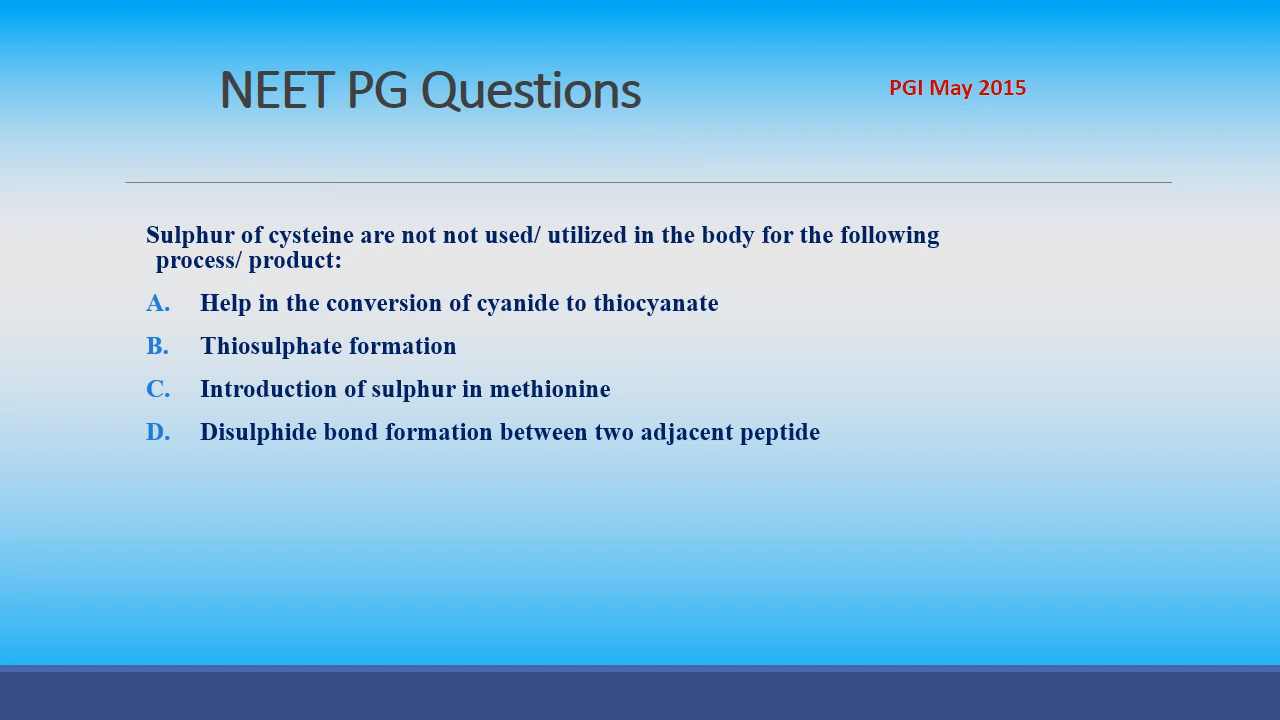 NEET PG Questions
PGI May 2015
Sulphur of cysteine are not not used/ utilized in the body for the following
process/ product:
A. Help in the conversion of cyanide to thiocyanate
B. Thiosulphate formation
C. Introduction of sulphur in methionine
D. Disulphide bond formation between two adjacent peptide